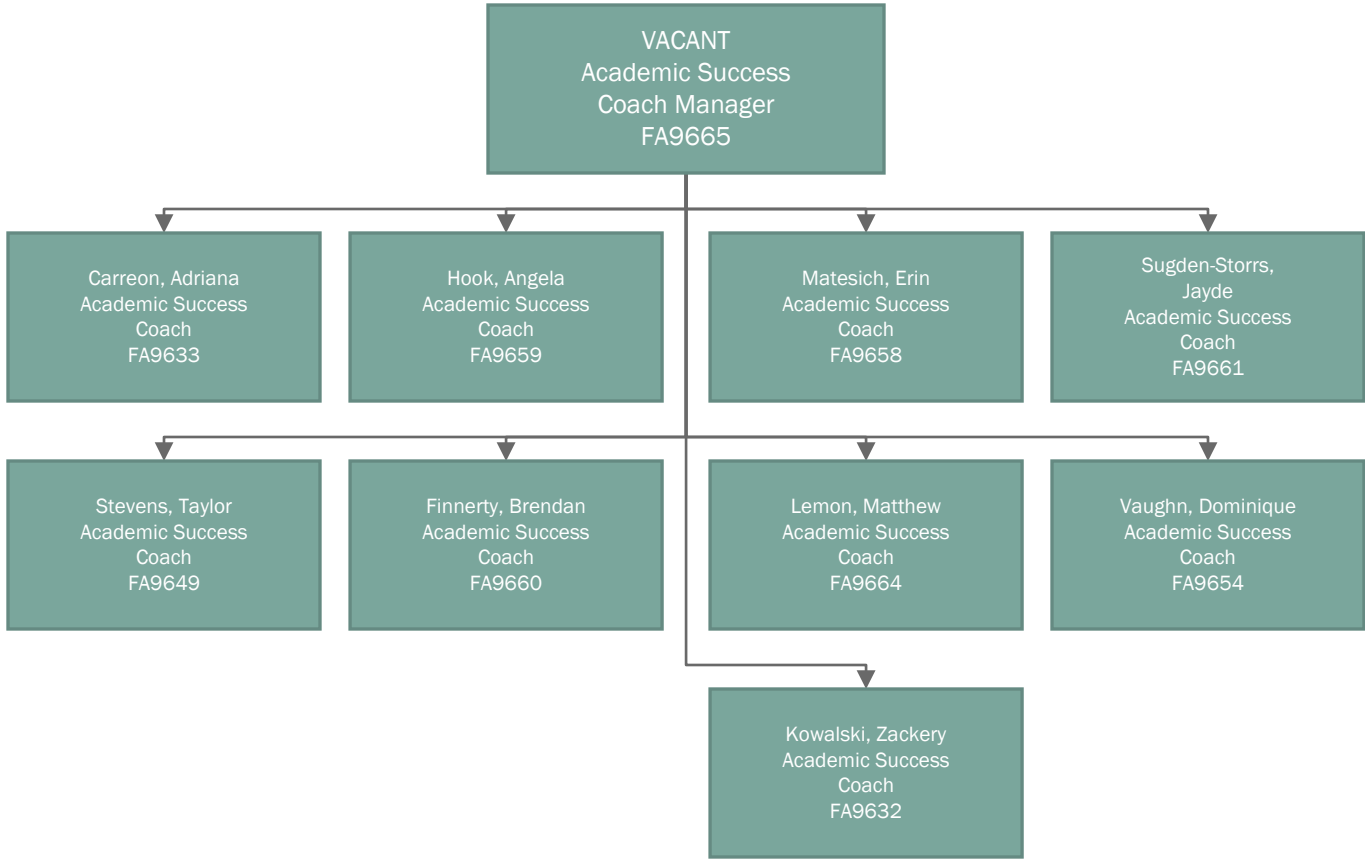 VACANT
Academic Success
Coach Manager
FA9665
Carreon, Adriana
Academic Success
Coach
FA9633
Hook, Angela
Academic Success
Coach
FA9659
Matesich, Erin
Academic Success
Coach
FA9658
Sugden-Storrs,
Jayde
Academic Success
Coach
FA9661
Stevens, Taylor
Academic Success
Coach
FA9649
Finnerty, Brendan
Academic Success
Coach
FA9660
Lemon, Matthew
Academic Success
Coach
FA9664
Vaughn, Dominique
Academic Success
Coach
FA9654
Kowalski, Zackery
Academic Success
Coach
FA9632